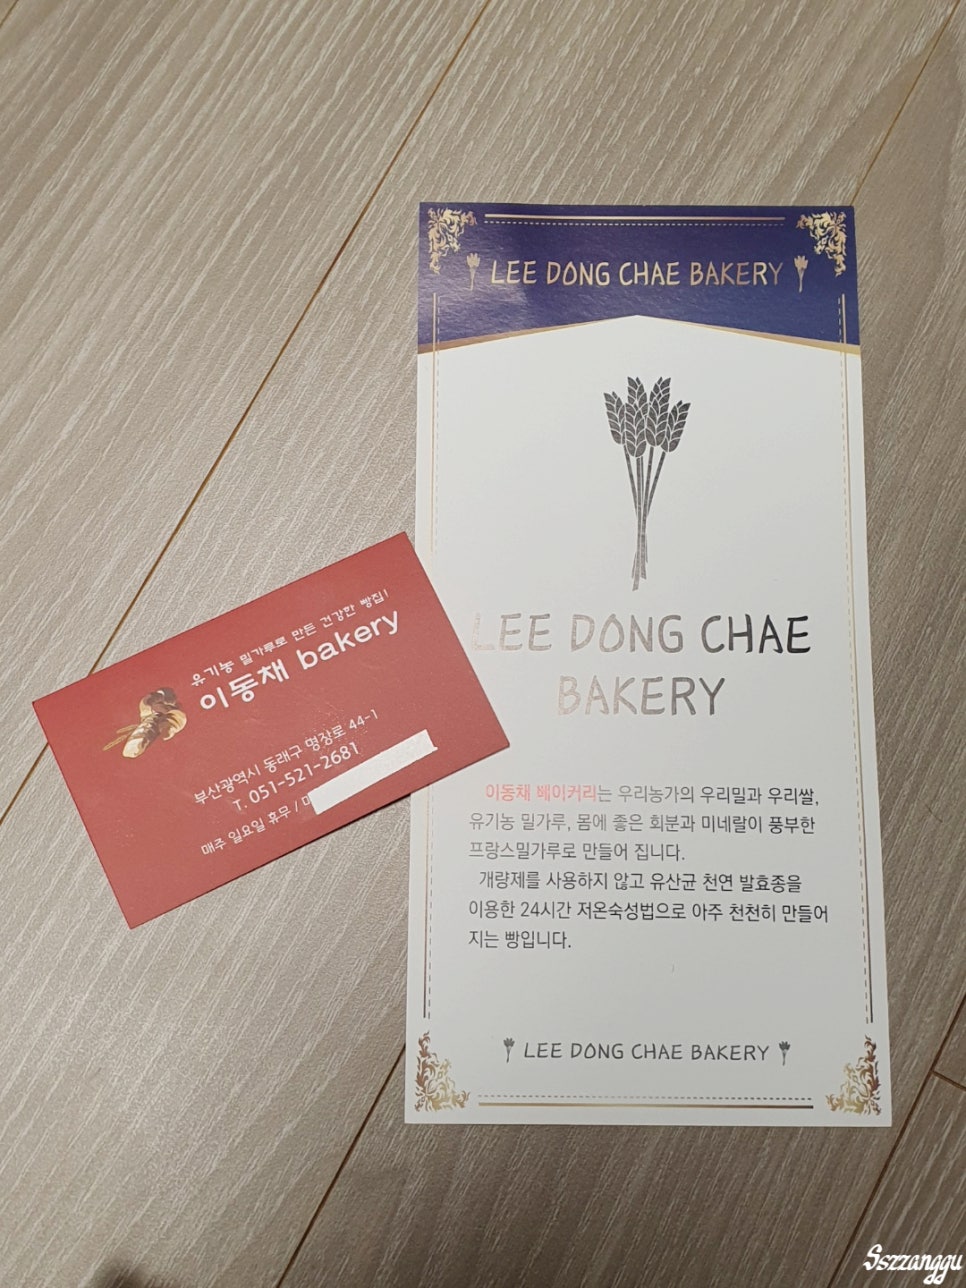 LEE DONG CHAE BAKERY
LEE DONG CHAE
BAKERY
이동채 베이커리는 우리농가의 우리밀과 우리쌀,
유기농 밀가루, 몸에 좋은 회분과 미네랄이 풍부한
프랑스밀가루로 만들어 집니다.
개량제를 사용하지 않고 유산균 천연 발효종을
이용한 24시간 저온숙성법으로 아주 천천히 만들어
지는 빵입니다.
LEE DONG CHAE BAKERY
유기농 밀가루로 만든 건강한 빵집!
이동채 bakery
부산광역시 동래구 명장로 44-1
T. 051-521-2681
매주 일요일 휴무 /
Sszzanggu